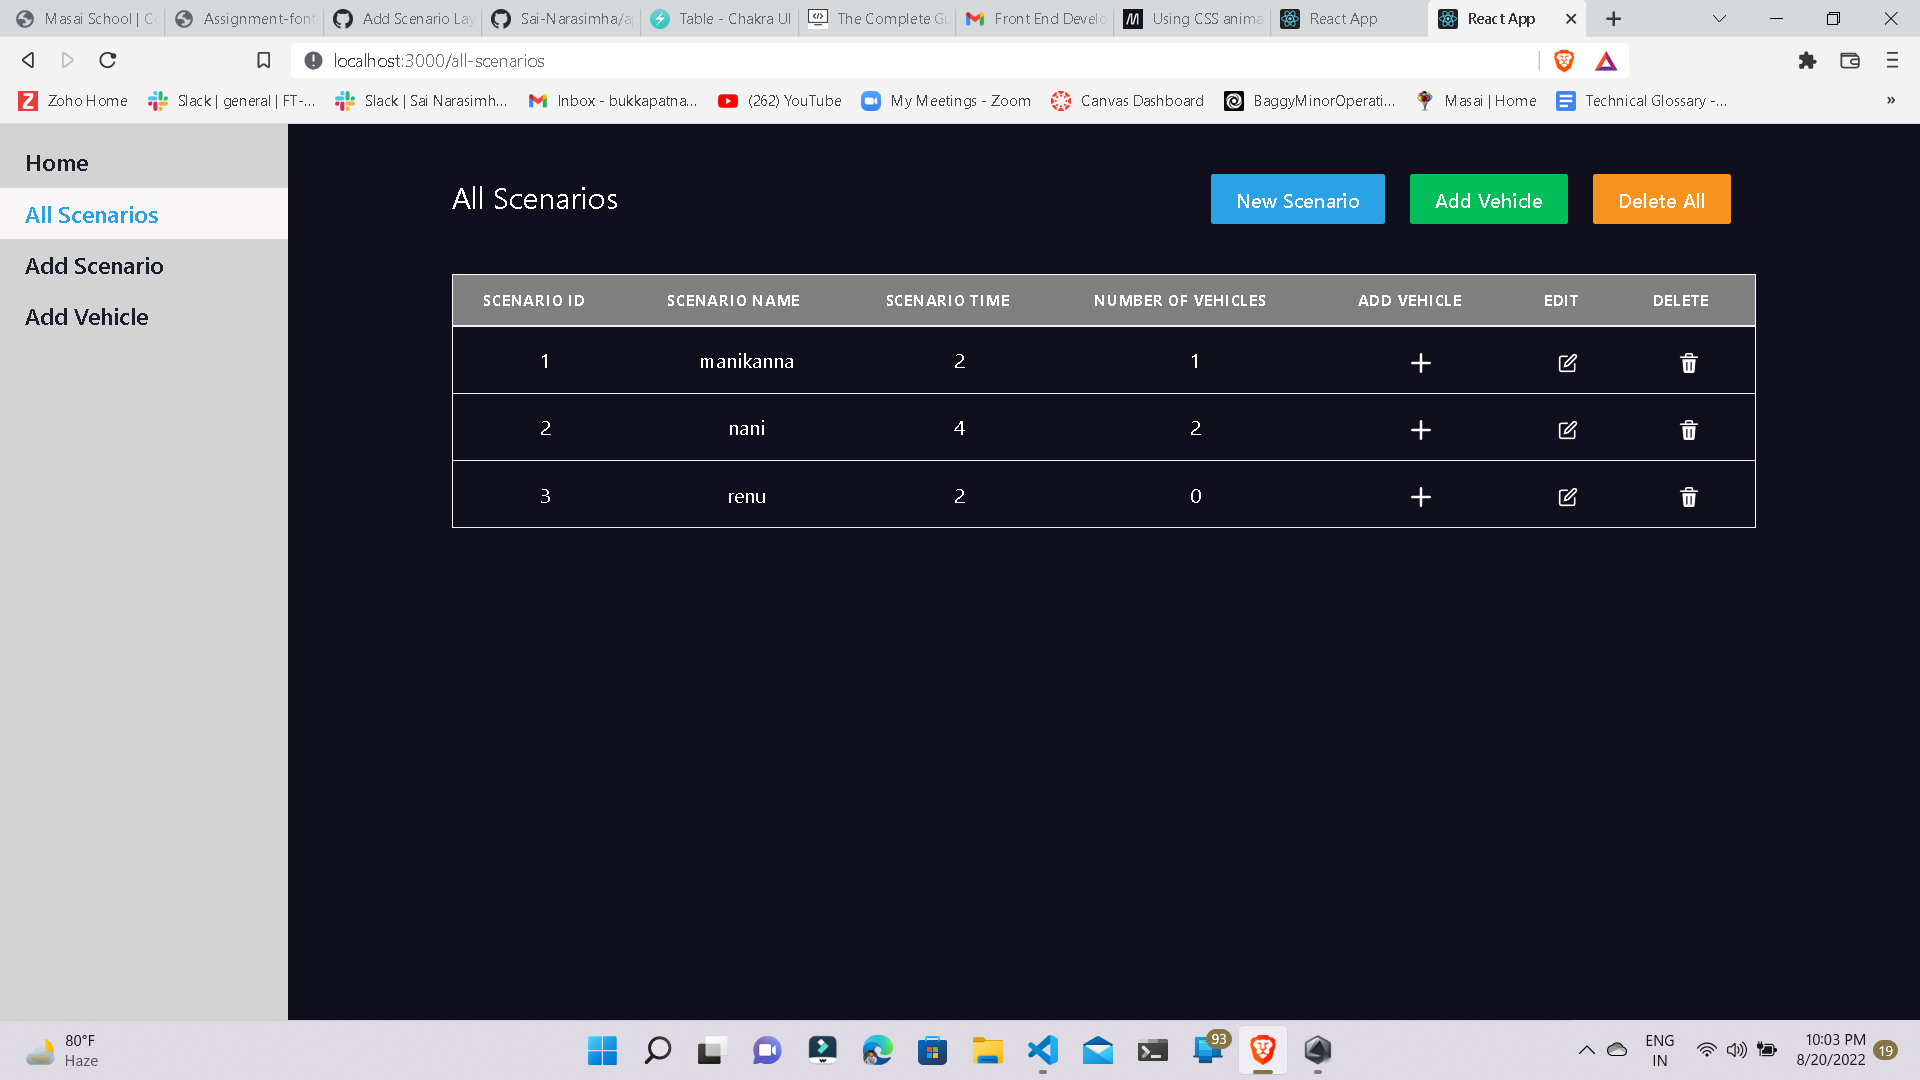 Masai School | Co
Assignment-font
Add Scenario Lay
Sai-Narasimha/a
Table - Chakra UI
The Complete Gu
Front End Develo
Using CSS anima
React App
React App
localhost:3000/all-scenarios
Zoho Home
Slack | general | FT-...
Slack | Sai Narasimh...
Inbox - bukkapatna...
(262) YouTube
My Meetings - Zoom
Canvas Dashboard
BaggyMinorOperati...
Masai | Home
Technical Glossary -...
»
Home
All Scenarios
Add Scenario
Add Vehicle
All Scenarios
New Scenario
Add Vehicle
Delete All
SCENARIO ID SCENARIO NAME SCENARIO TIME NUMBER OF VEHICLES ADD VEHICLE EDIT DELETE
1 manikanna 2 1
2 nani 4 2
3 renu 2 0
80°F
Haze
93
ENG
IN
10:03 PM
8/20/2022
19